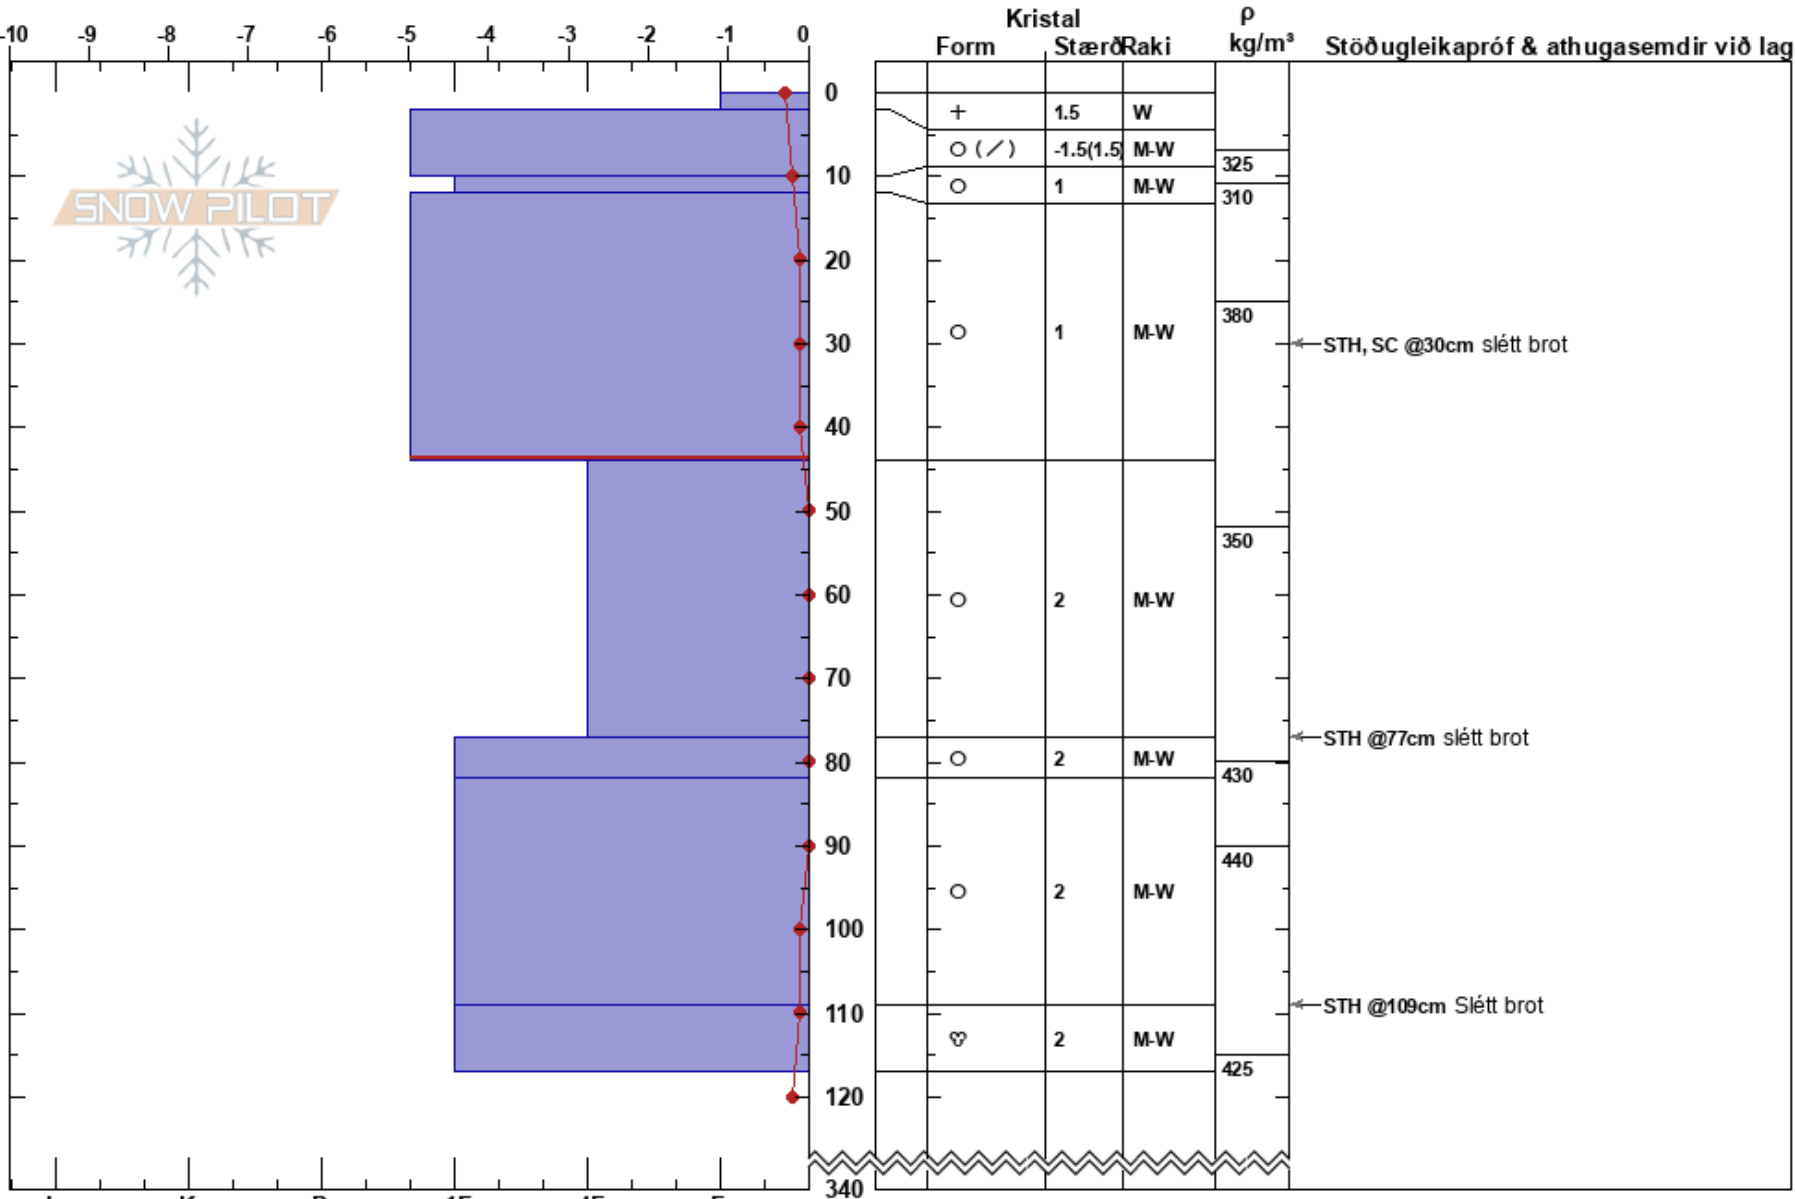 Kristal
ρ
-10 -9 -8 -7 -6 -5 -4 -3 -2 -1 0
Form Stærð Raki kg/m³ Stöðugleikapróf & athugasemdir við lag
0
+ 1.5 W
(/) -1.5(1.5) M-W
325
10
1 M-W
310
SNOW PILOT
20
380
30
1 M-W
STH, SC @30cm slétt brot
40
50
350
60
2 M-W
70
STH @77cm slétt brot
80
2 M-W
430
90
440
2 M-W
100
110
STH @109cm Slétt brot
2 M-W
425
120
340